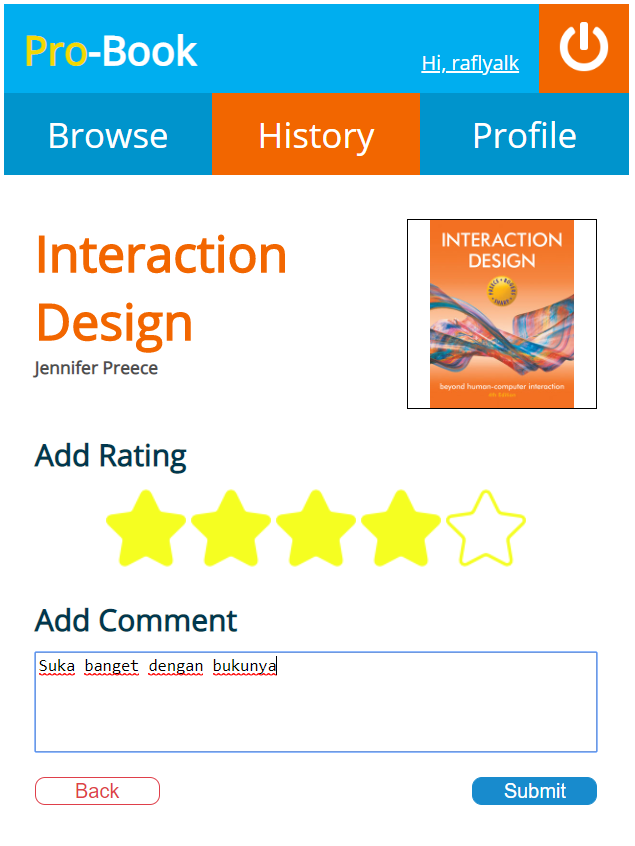 Pro-Book
Hi, raflyalk
Browse
History
Profile
Interaction
Design
Jennifer Preece
INTERACTION
DESIGN
beyond human-computer interaction
Add Rating
Add Comment
Suka banget dengan bukunya
Back
Submit